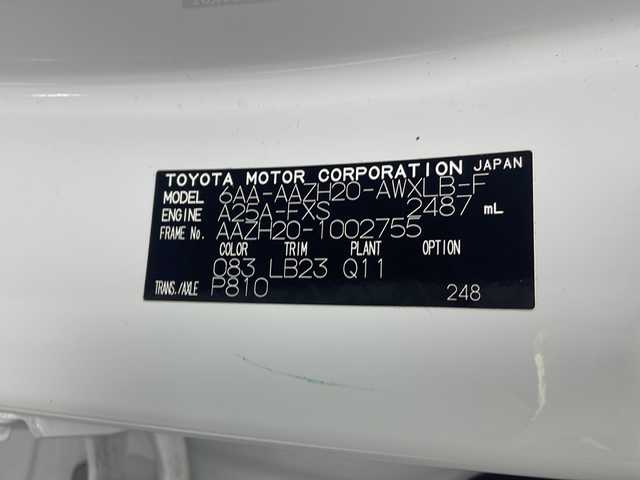 TOYOTA MOTOR CORPORATION JAPAN
MODEL 6AA-AAZH20-AWXLB-F
ENGINE A25A-FXS 2487 mL
FRAME No. AAZH20-1002755
COLOR TRIM PLANT OPTION
083 LB23 Q11
TRANS./AXLE P810 248